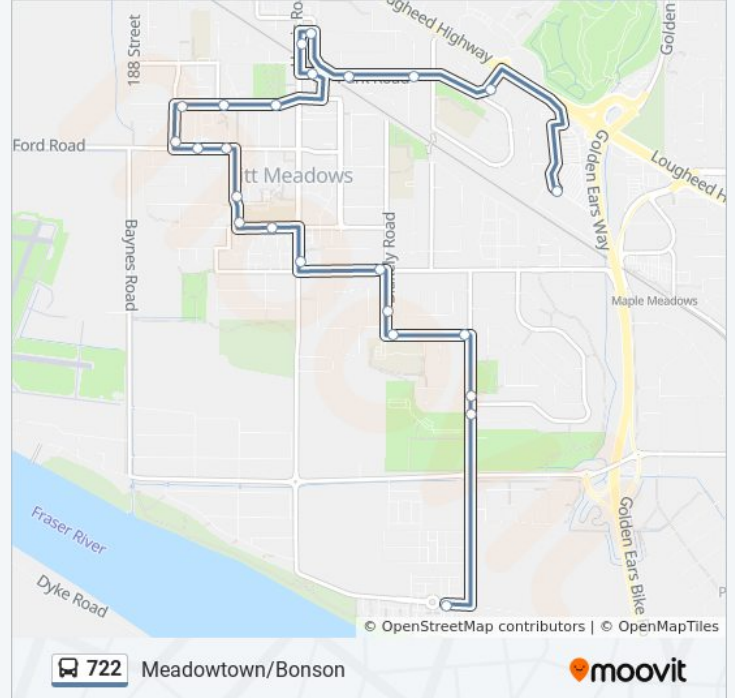 188 Street
Lougheed Highway
Golden
Ford Road
tt Meadows
Golden Ears Way
Lougheed H
Baynes Road
Road
Maple Meadows
Fraser River
Dyke Road
Golden Ears Bike
© OpenStreetMap contributors | © OpenMapTiles
722 Meadowtown/Bonson
moovit